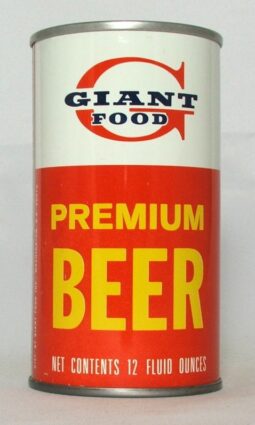 G
GIANT
FOOD
PREMIUM
BEER
NET CONTENTS 12 FLUID OUNCES